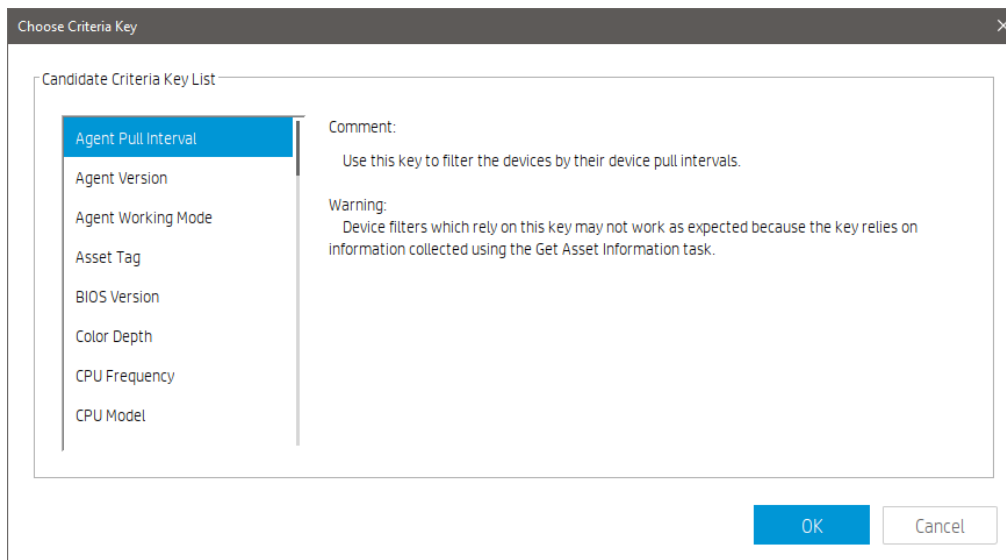 Choose Criteria Key
Candidate Criteria Key List
Agent Pull Interval
Agent Version
Agent Working Mode
Asset Tag
BIOS Version
Color Depth
CPU Frequency
CPU Model
Comment:
Use this key to filter the devices by their device pull intervals.
Warning:
Device filters which rely on this key may not work as expected because the key relies on
information collected using the Get Asset Information task.
OK
Cancel